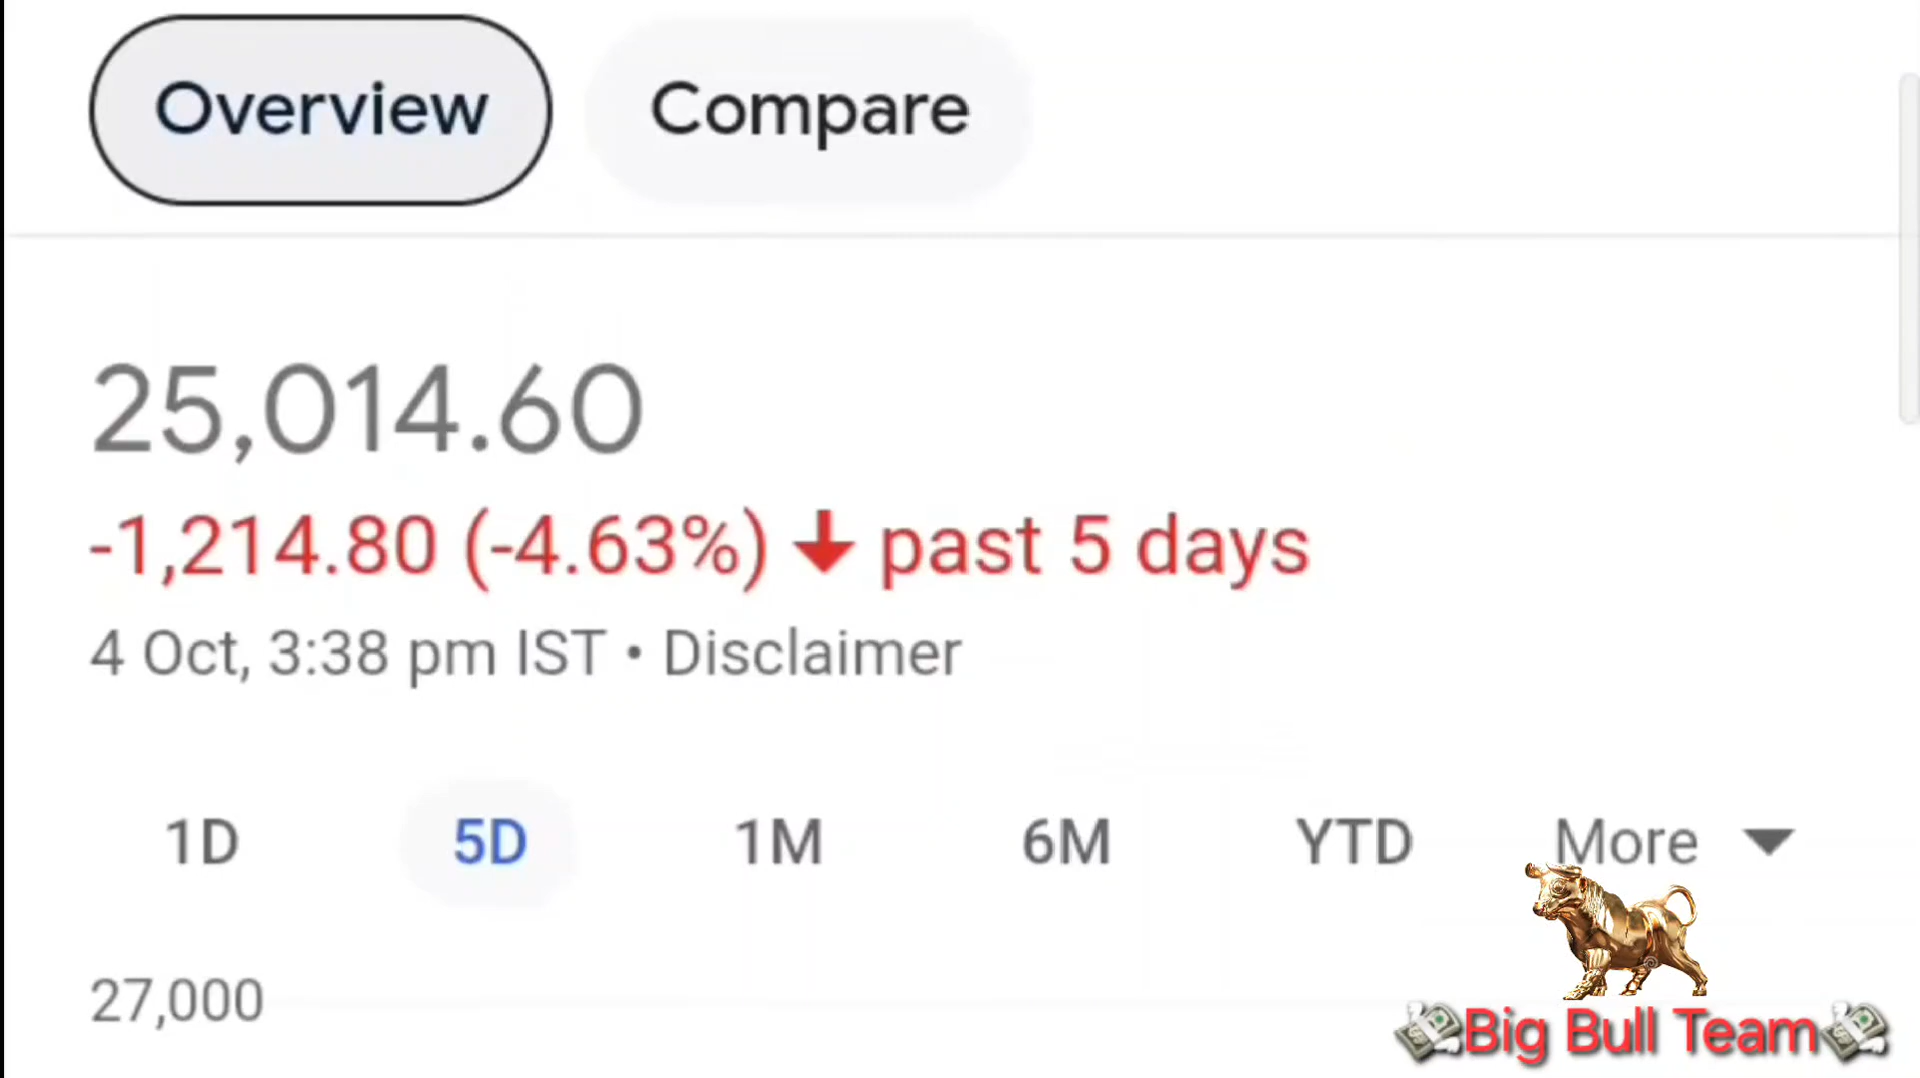 Overview Compare
25,014.60
-1,214.80 (-4.63%) ↓ past 5 days
4 Oct, 3:38 pm IST • Disclaimer
1D 5D 1M 6M YTD More
27,000
Big Bull Team